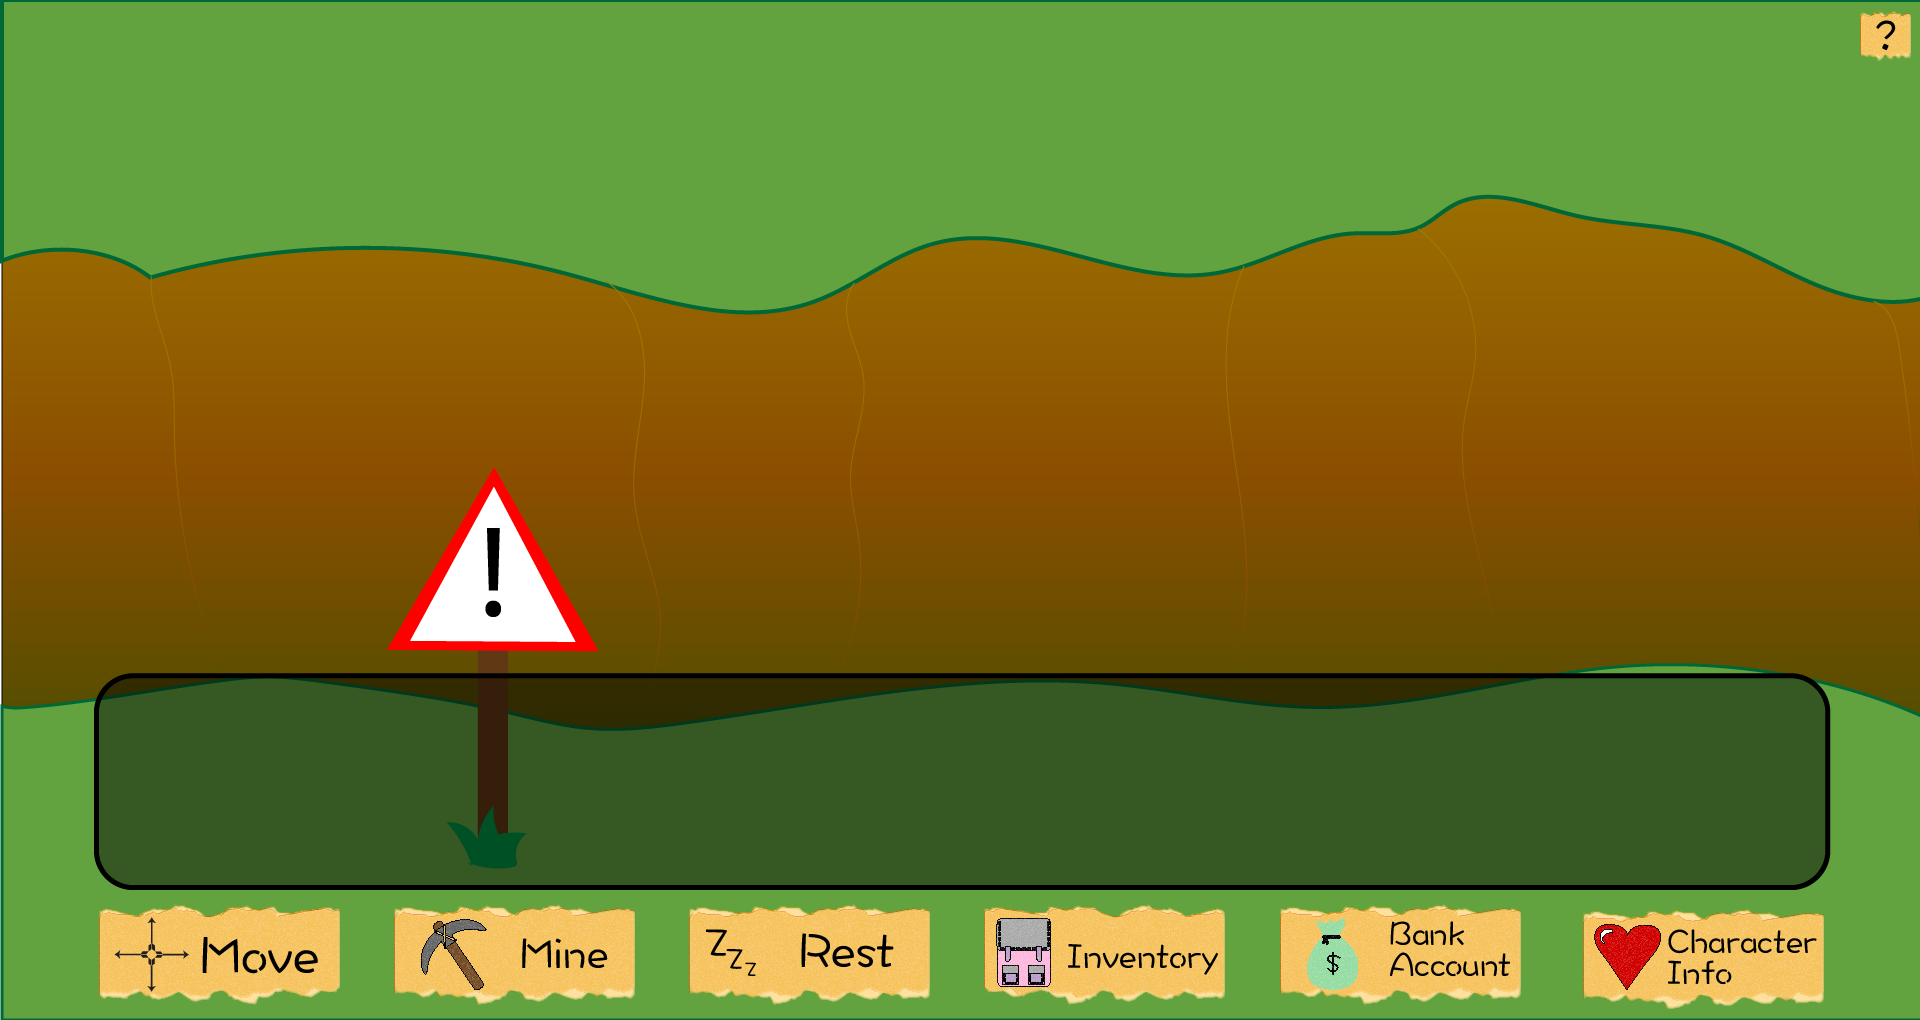 ?
!
Move
Mine
Zzz
Rest
Inventory
$
Bank
Account
Character
Info